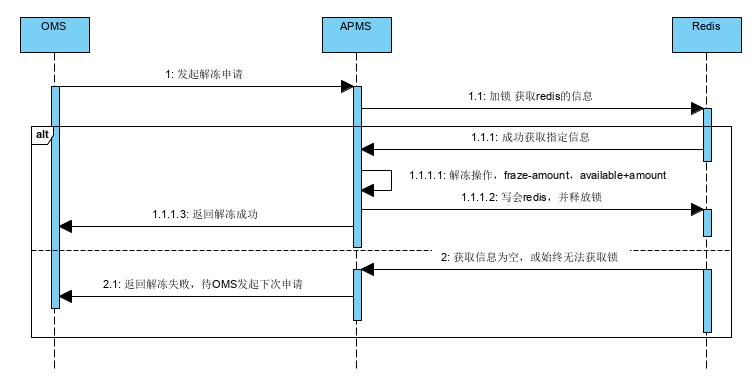 OMS
APMS
Redis
1: 发起解冻申请
1.1: 加锁 获取redis的信息
alt
1.1.1: 成功获取指定信息
1.1.1.1: 解冻操作，fraze-amount，available+amount
1.1.1.2: 写会redis，并释放锁
1.1.1.3: 返回解冻成功
2: 获取信息为空，或始终无法获取锁
2.1: 返回解冻失败，待OMS发起下次申请